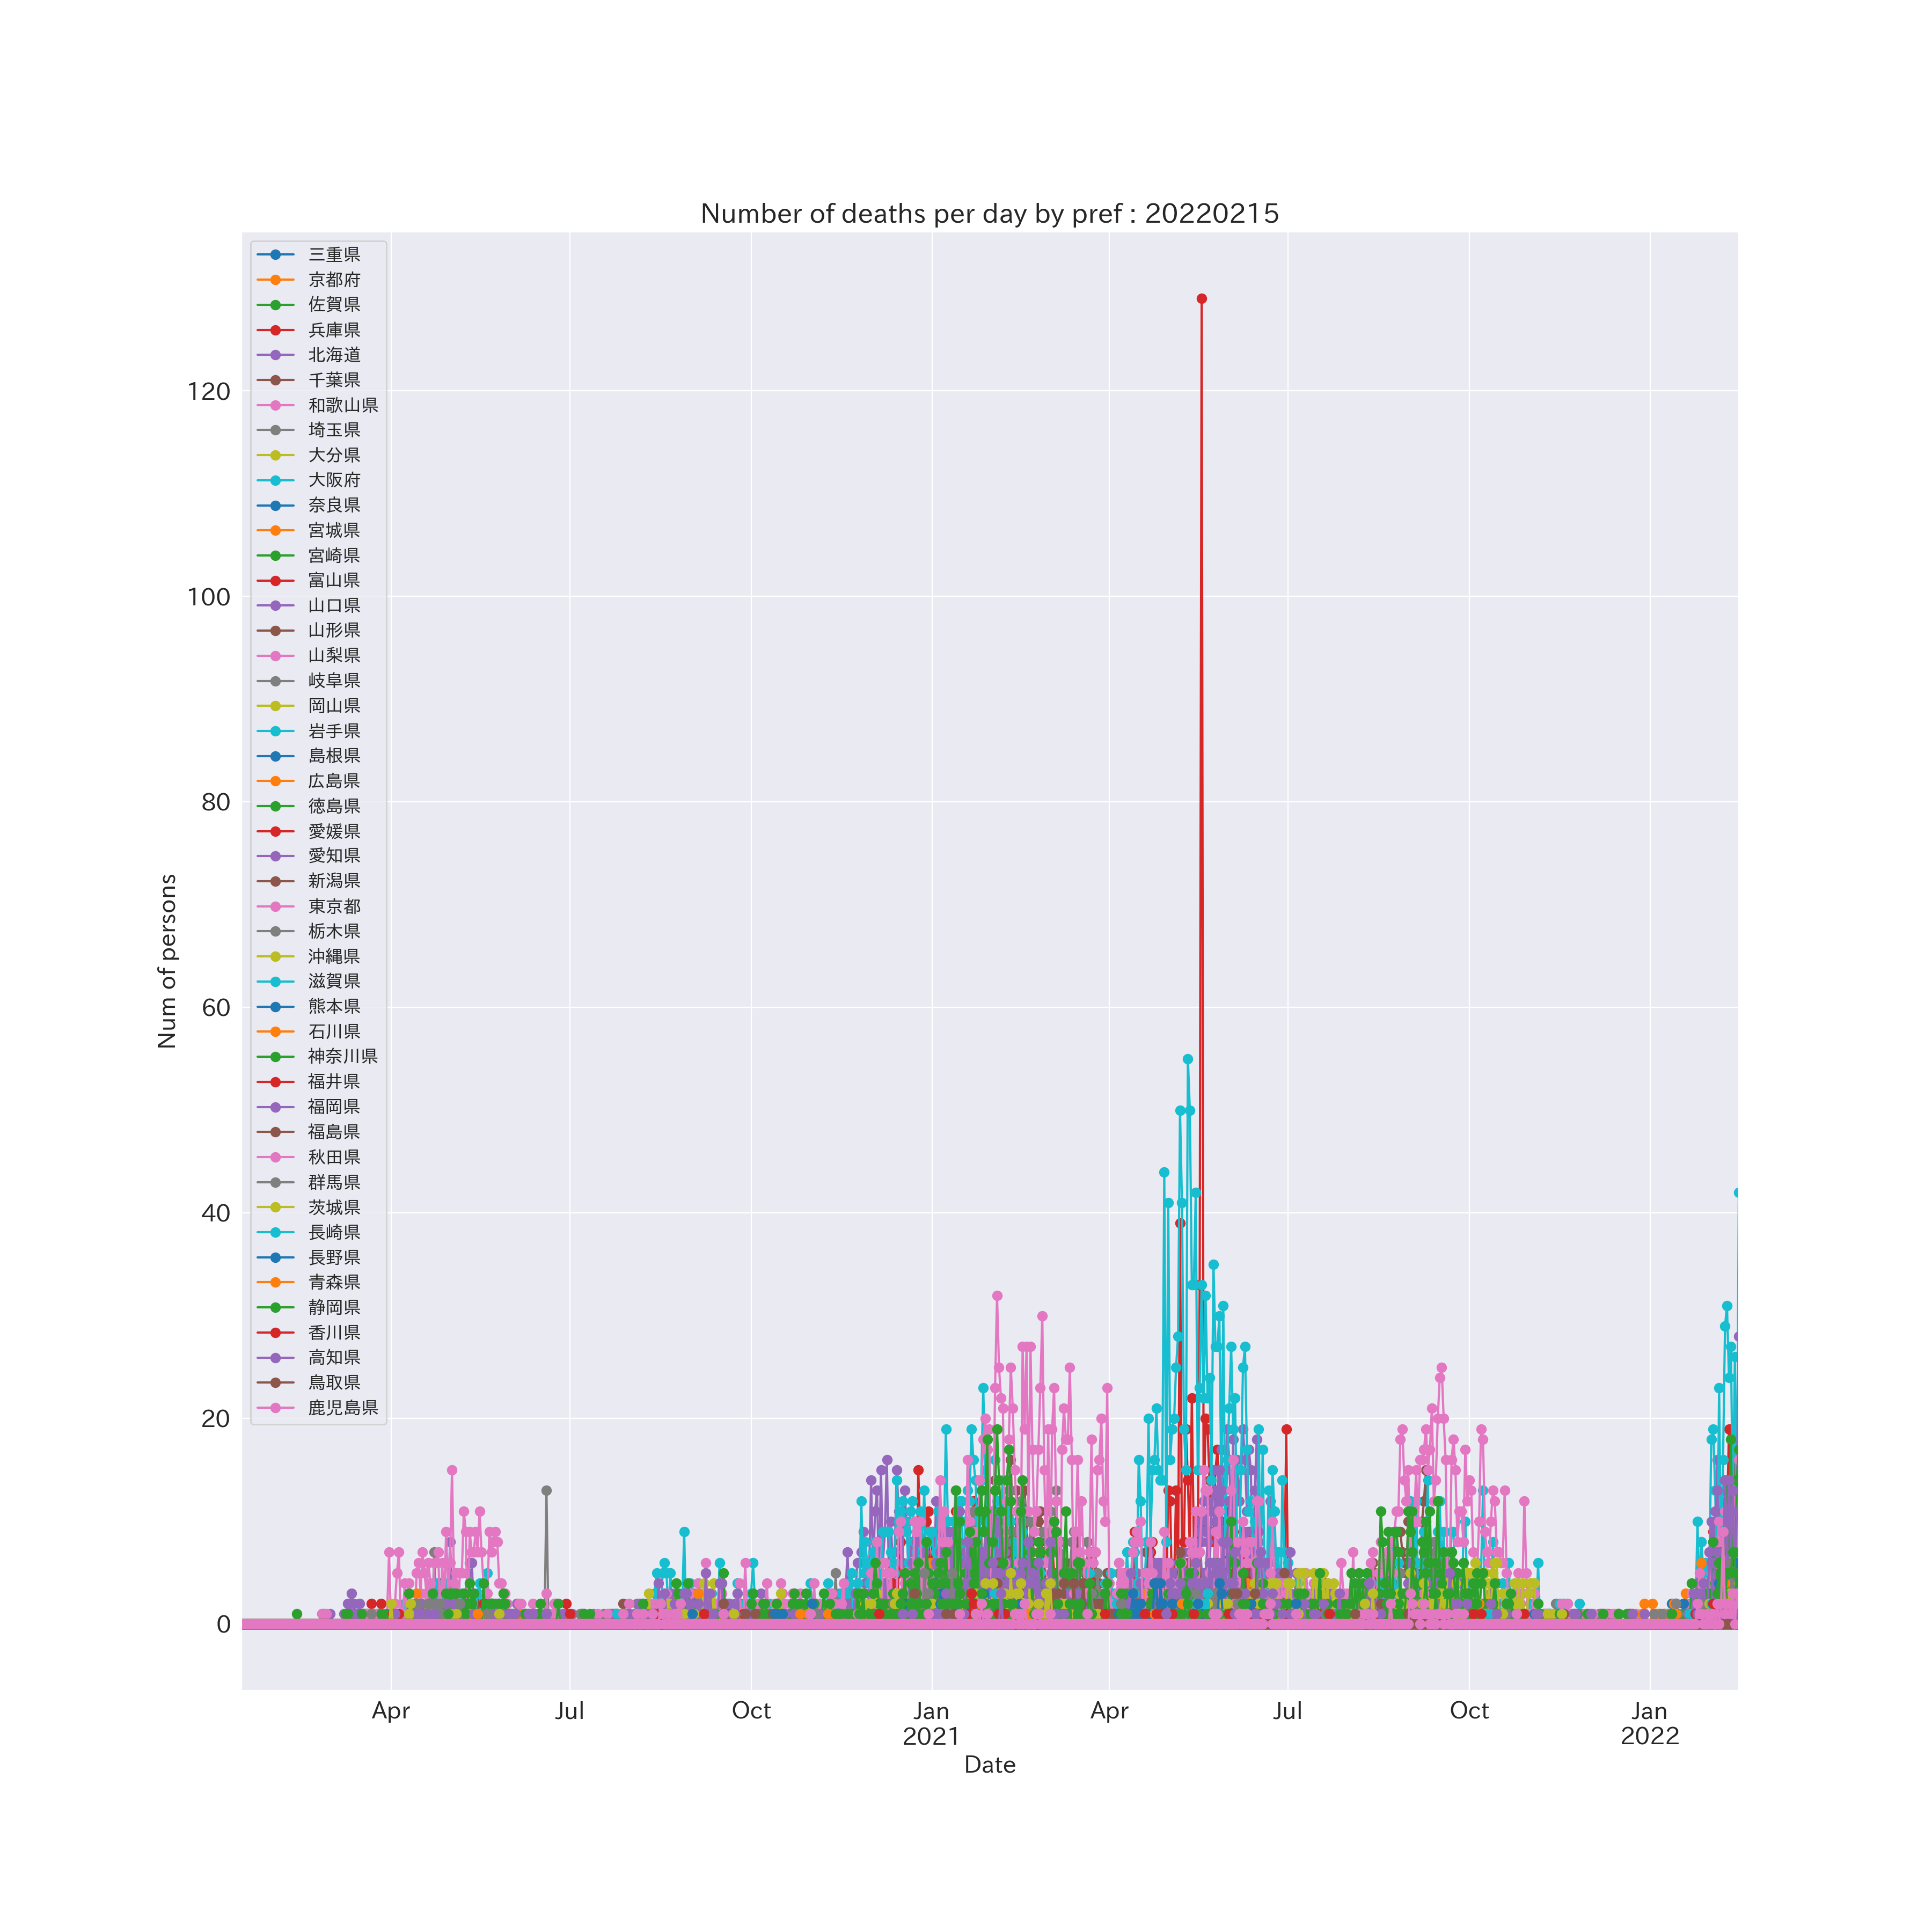 Number of deaths per day by pref : 20220215
三重県
京都府
佐賀県
兵庫県
北海道
千葉県
和歌山県
埼玉県
大分県
大阪府
奈良県
宮城県
宮崎県
富山県
山口県
山形県
山梨県
岐阜県
岡山県
岩手県
島根県
広島県
徳島県
愛媛県
愛知県
新潟県
東京都
栃木県
沖縄県
滋賀県
熊本県
石川県
神奈川県
福井県
福岡県
福島県
秋田県
群馬県
茨城県
長崎県
長野県
青森県
静岡県
香川県
高知県
鳥取県
鹿児島県
120
100
80
60
40
20
0
Num of persons
Apr Jul Oct Jan Apr Jul Oct Jan
2021 2022
Date